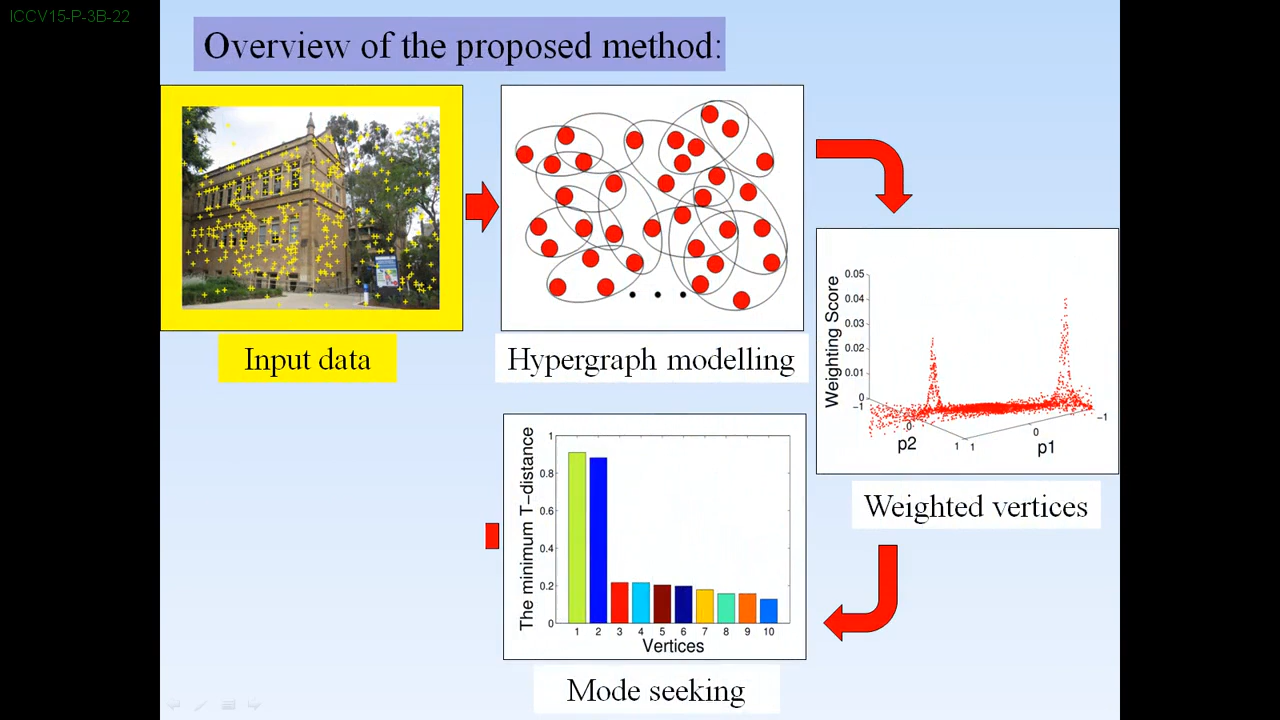 ICCV15-P-3B-22
Overview of the proposed method:
Input data
Hypergraph modelling
Weighting Score
0.05
0.04
0.03
0.02
0.01
0
−1
0
1
p2
1
0
−1
p1
Weighted vertices
The minimum T−distance
1
0.8
0.6
0.4
0.2
0
1 2 3 4 5 6 7 8 9 10
Vertices
Mode seeking